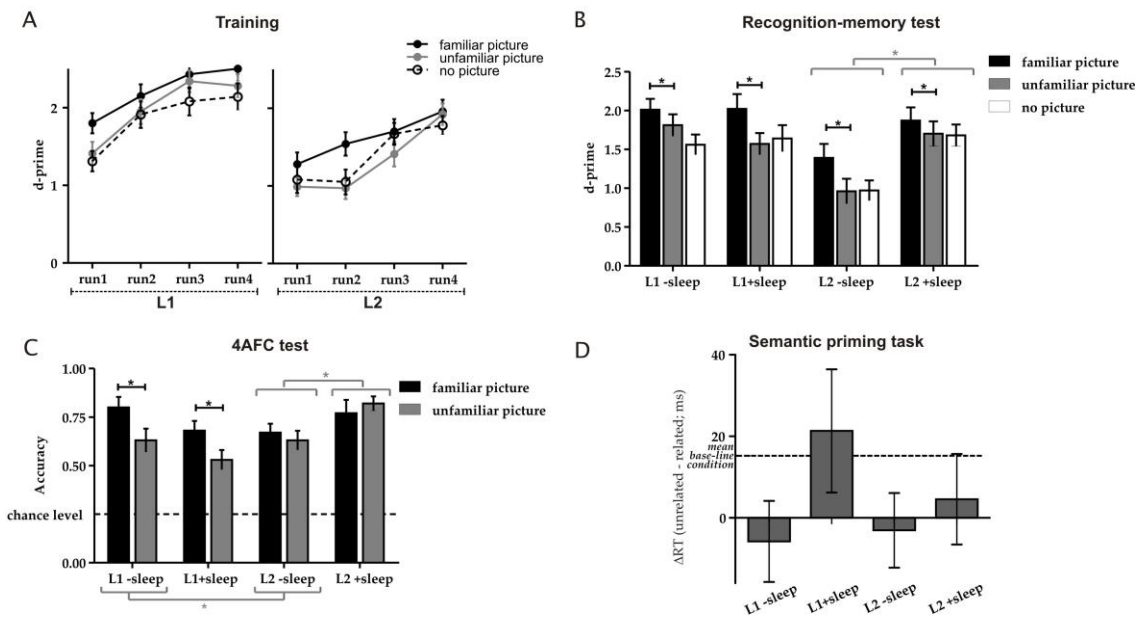 A
Training
familiar picture
unfamiliar picture
no picture
d-prime
2
1
0
run1 run2 run3 run4 run1 run2 run3 run4
L1 L2
B
Recognition-memory test
*
familiar picture
unfamiliar picture
no picture
* * * *
d-prime
2.5
2.0
1.5
1.0
0.5
0.0
L1 -sleep L1+sleep L2 -sleep L2 +sleep
C
4AFC test
familiar picture
unfamiliar picture
* * *
Accuracy
1.00
0.75
0.50
chance level
0.00
L1 -sleep L1+sleep L2 -sleep L2 +sleep
*
D
Semantic priming task
ΔRT (unrelated - related; ms)
40
20
mean
base-line
condition
0
L1 -sleep L1+sleep L2 -sleep L2 +sleep